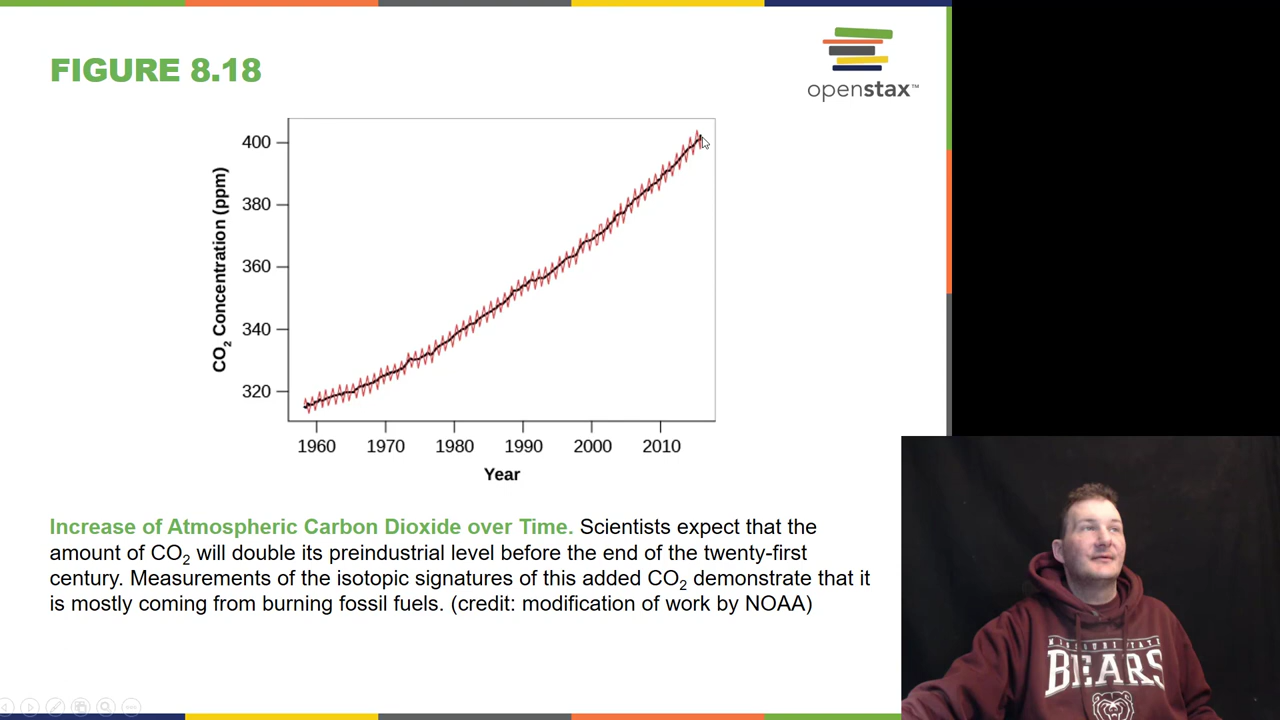 FIGURE 8.18
openstax™
400
380
360
340
320
CO2 Concentration (ppm)
1960 1970 1980 1990 2000 2010
Year
Increase of Atmospheric Carbon Dioxide over Time. Scientists expect that the
amount of CO2 will double its preindustrial level before the end of the twenty-first
century. Measurements of the isotopic signatures of this added CO2 demonstrate that it
is mostly coming from burning fossil fuels. (credit: modification of work by NOAA)
MISSOURI STATE
BEARS